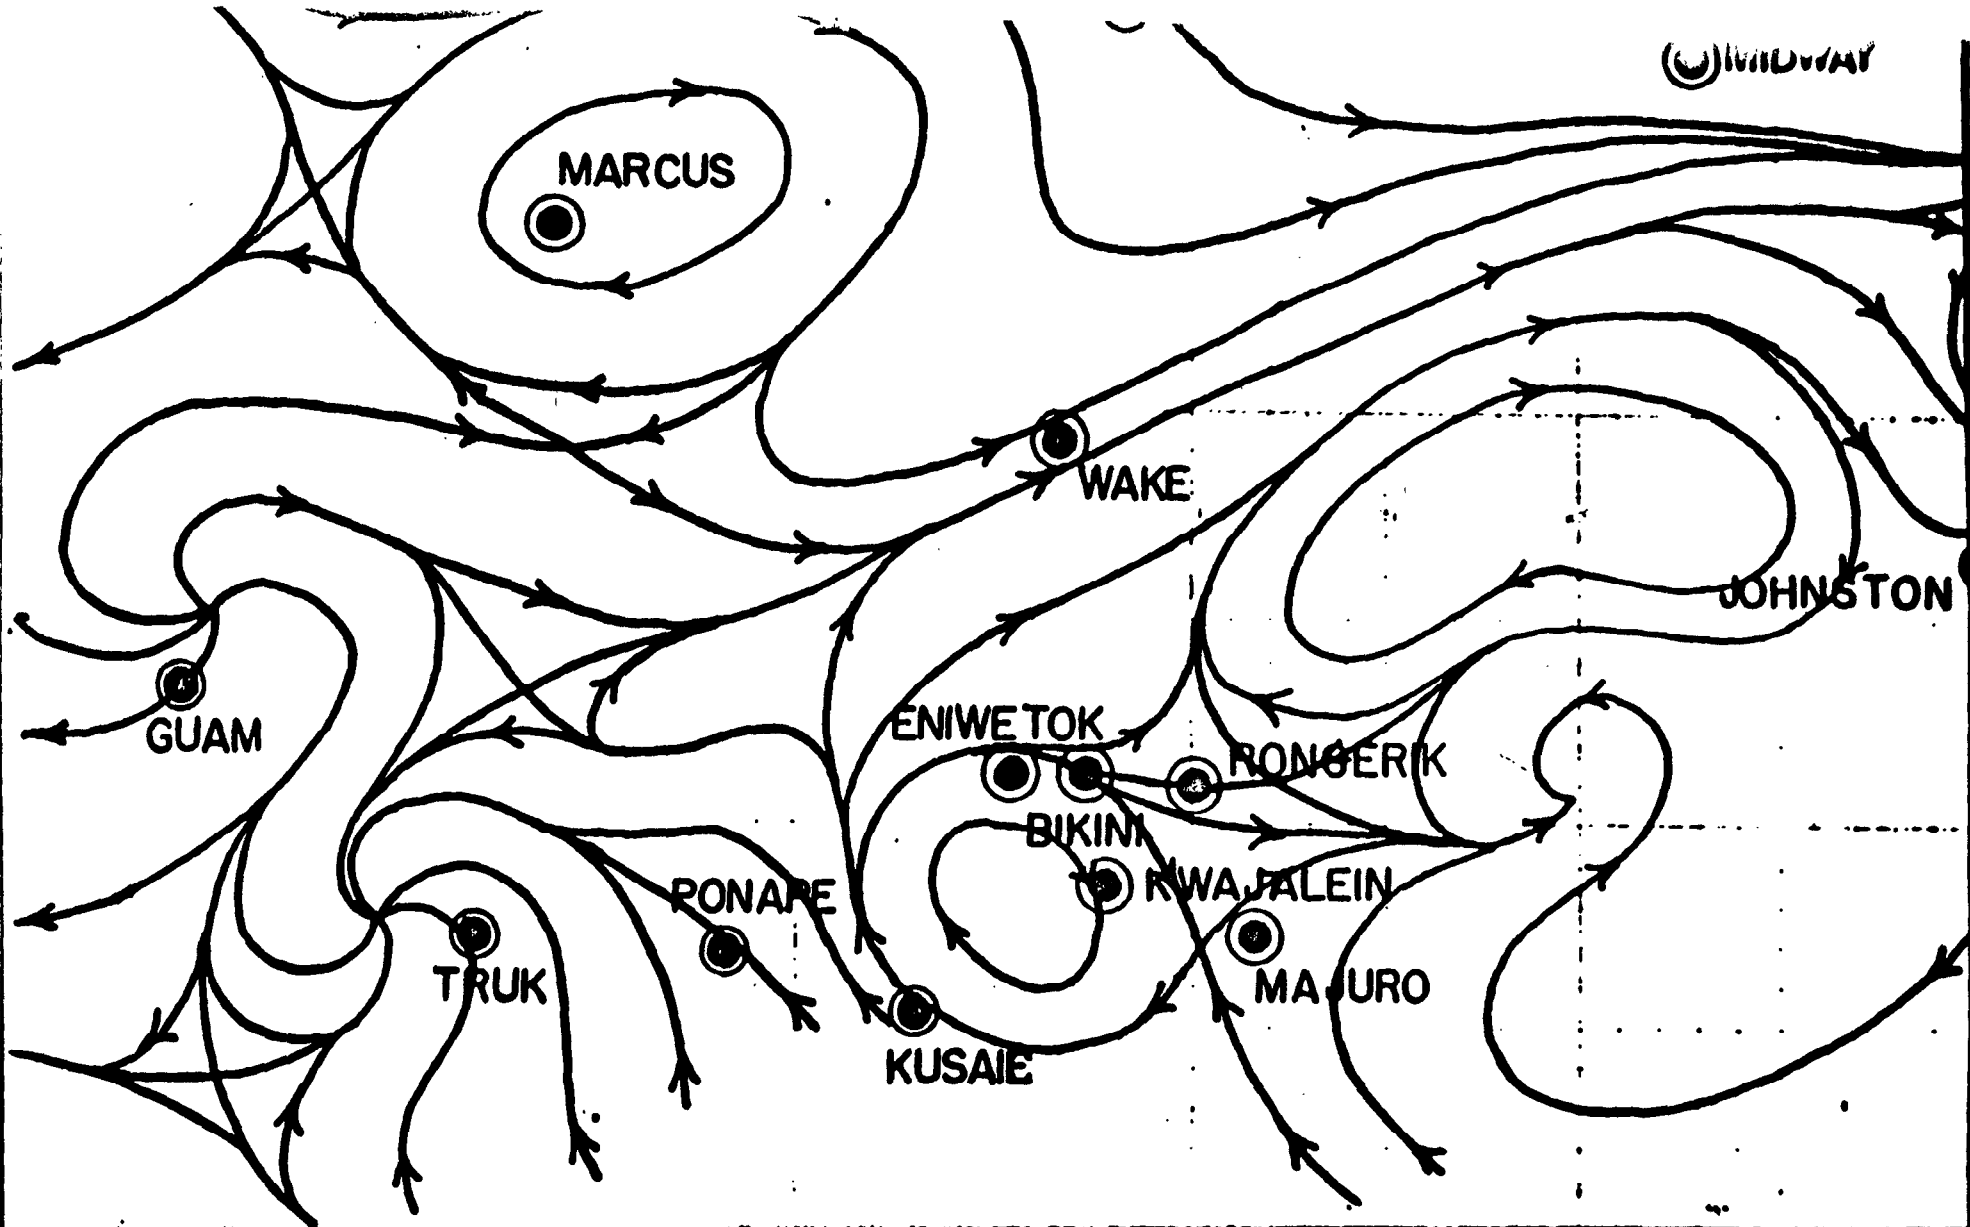 MIDWAY
MARCUS
WAKE
JOHNSTON
GUAM
ENIWETOK
RONGERIK
BIKINI
PONAPE
KWAJALEIN
TRUK
MAJURO
KUSAIE